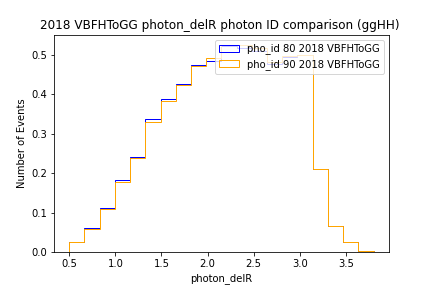 2018 VBFHToGG photon_delR photon ID comparison (ggHH)
pho_id 80 2018 VBFHToGG
pho_id 90 2018 VBFHToGG
Number of Events
0.5
0.4
0.3
0.2
0.1
0.0
0.5 1.0 1.5 2.0 2.5 3.0 3.5
photon_delR